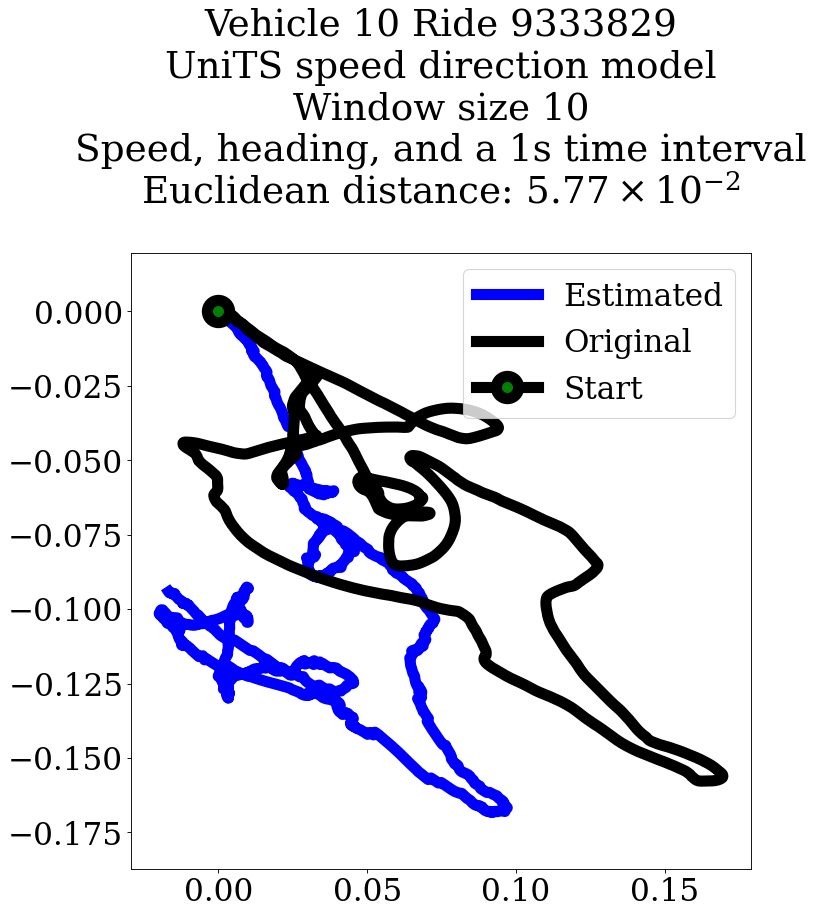 Vehicle 10 Ride 9333829
UniTS speed direction model
Window size 10
Speed, heading, and a 1s time interval
Euclidean distance: 5.77 × 10⁻²
Estimated
Original
Start
0.000
−0.025
−0.050
−0.075
−0.100
−0.125
−0.150
−0.175
0.00 0.05 0.10 0.15